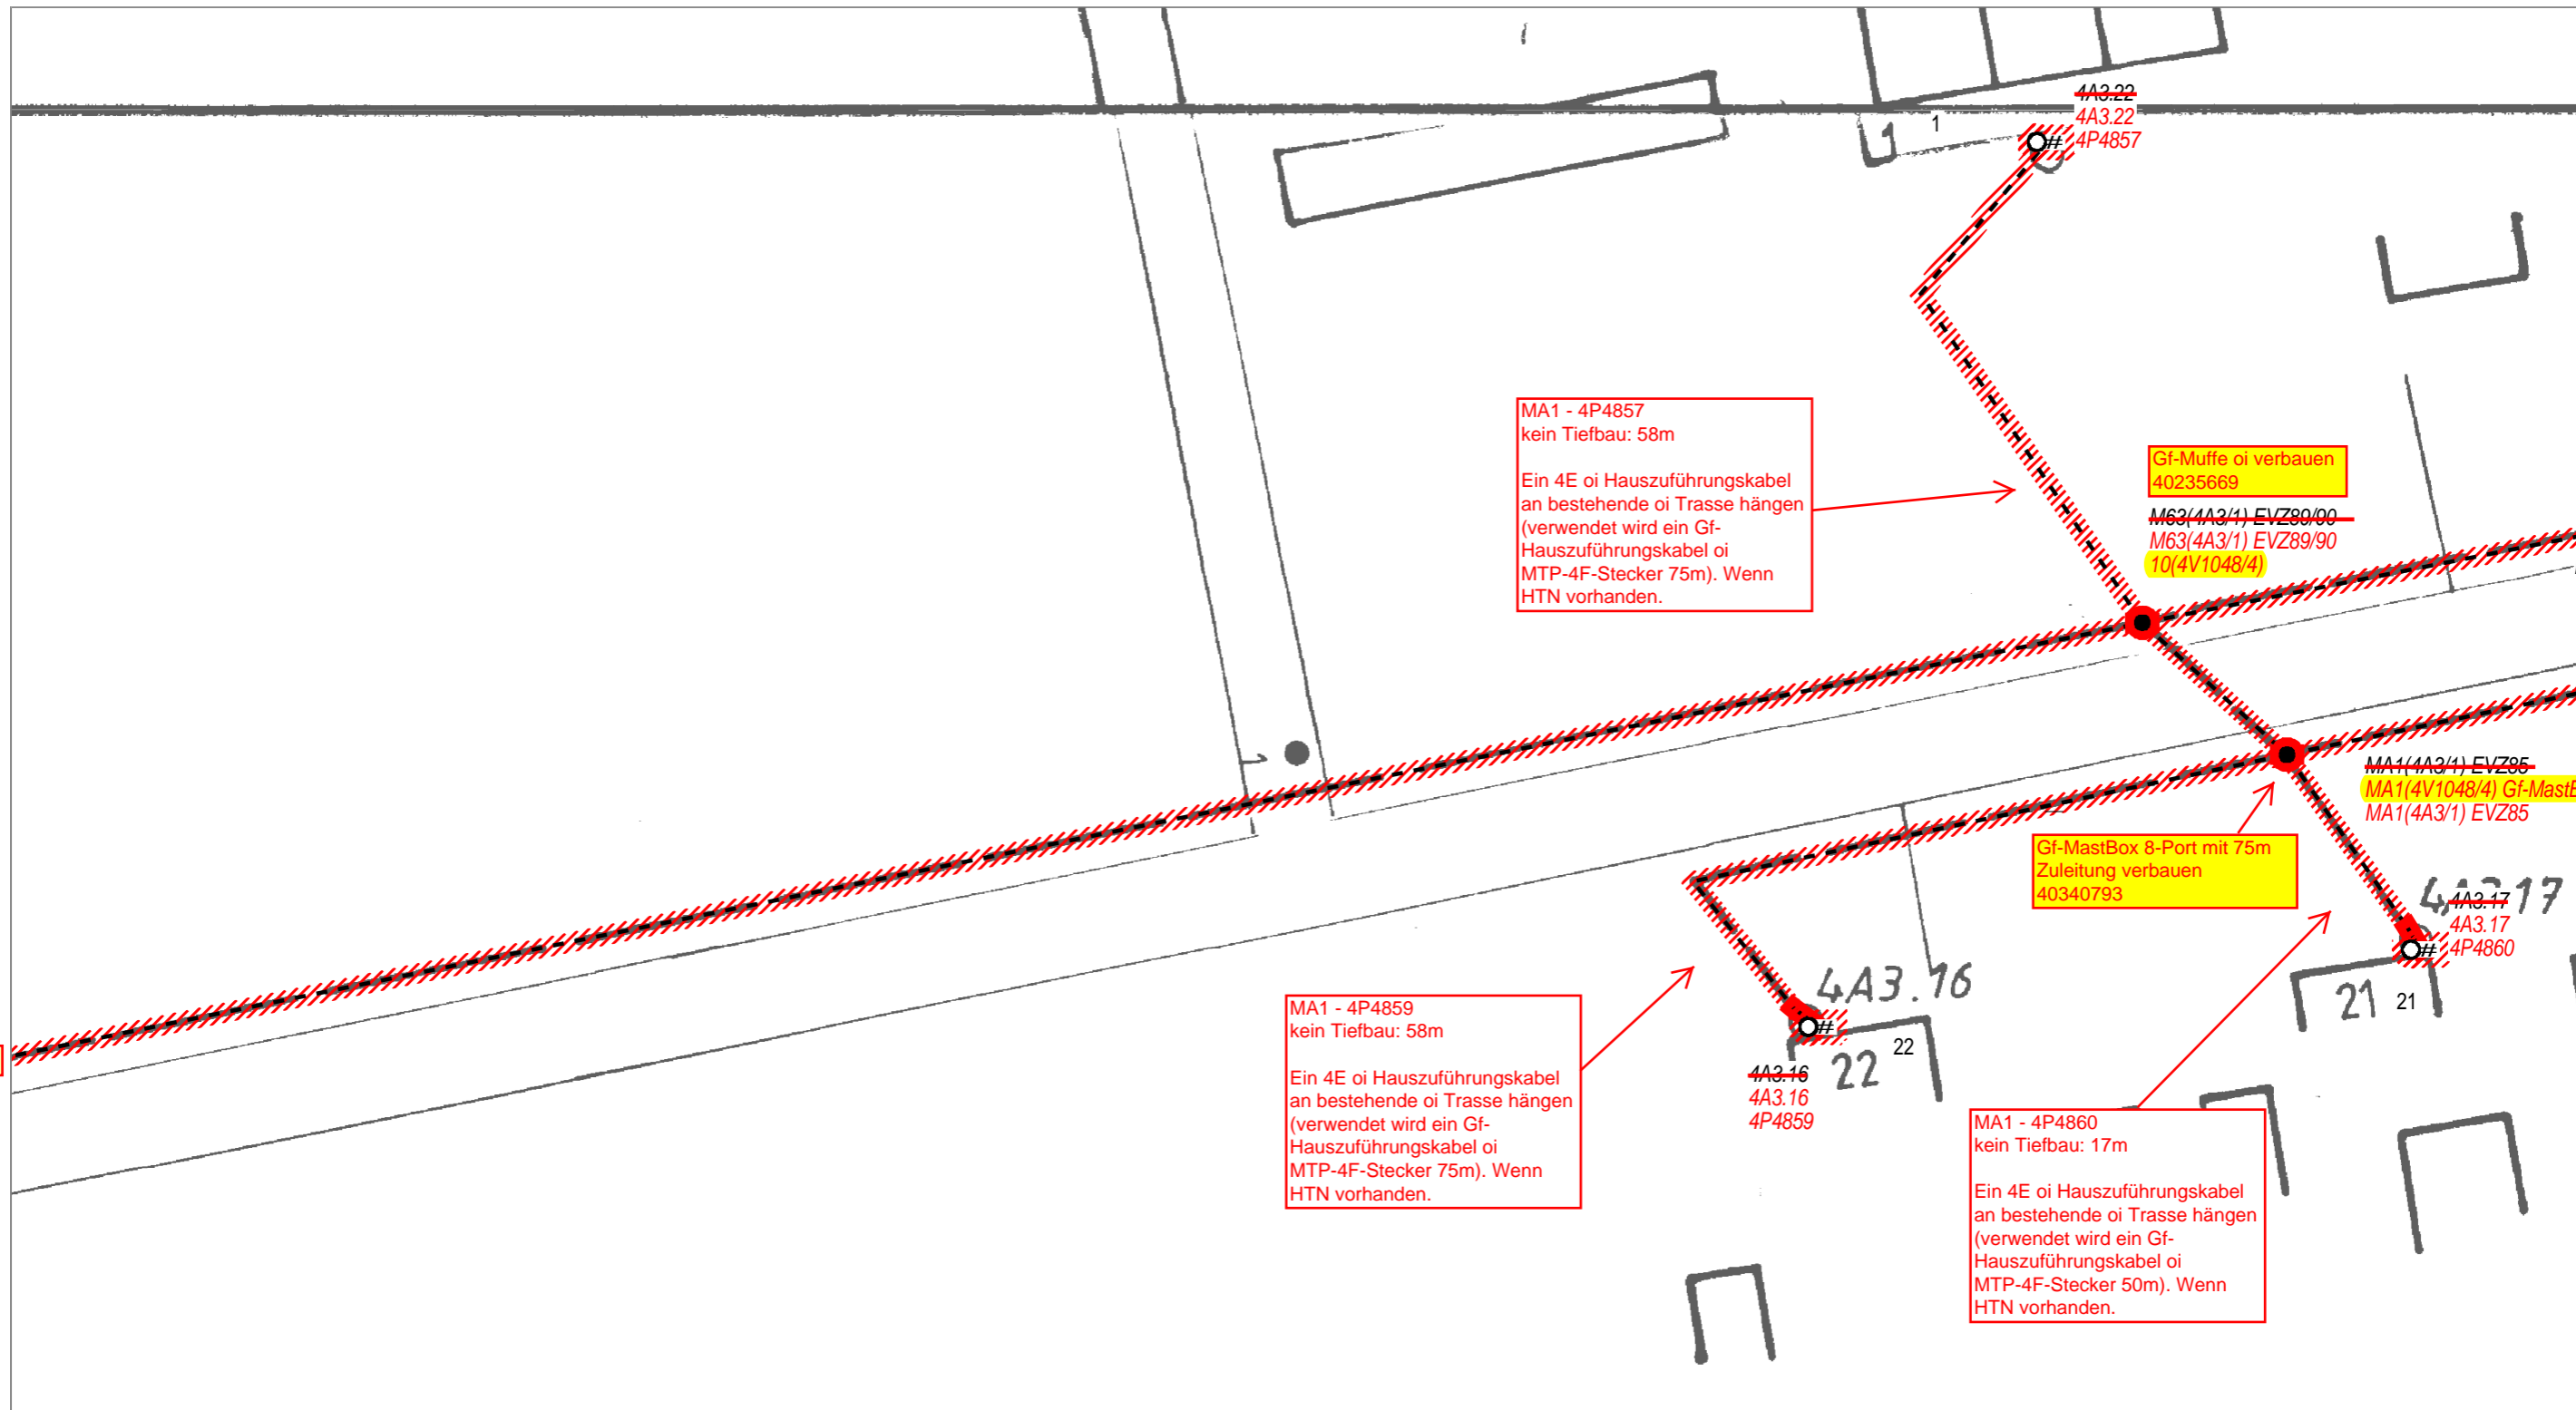 4A3.22
4A3.22
4P4857
1
1
#
MA1 - 4P4857
kein Tiefbau: 58m
Ein 4E oi Hauszuführungskabel
an bestehende oi Trasse hängen
(verwendet wird ein Gf-
Hauszuführungskabel oi
MTP-4F-Stecker 75m). Wenn
HTN vorhanden.
Gf-Muffe oi verbauen
40235669
M63(4A3/1) EVZ89/90
M63(4A3/1) EVZ89/90
10(4V1048/4)
1
MA1(4A3/1) EVZ85
MA1(4V1048/4) Gf-MastB
MA1(4A3/1) EVZ85
Gf-MastBox 8-Port mit 75m
Zuleitung verbauen
40340793
4A3.17
4A3.17
4P4860
#
21
21
4A3.16
#
22
22
4A3.16
4A3.16
4P4859
MA1 - 4P4859
kein Tiefbau: 58m
Ein 4E oi Hauszuführungskabel
an bestehende oi Trasse hängen
(verwendet wird ein Gf-
Hauszuführungskabel oi
MTP-4F-Stecker 75m). Wenn
HTN vorhanden.
MA1 - 4P4860
kein Tiefbau: 17m
Ein 4E oi Hauszuführungskabel
an bestehende oi Trasse hängen
(verwendet wird ein Gf-
Hauszuführungskabel oi
MTP-4F-Stecker 50m). Wenn
HTN vorhanden.